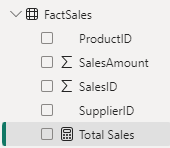 FactSales
ProductID
SalesAmount
SalesID
SupplierID
Total Sales